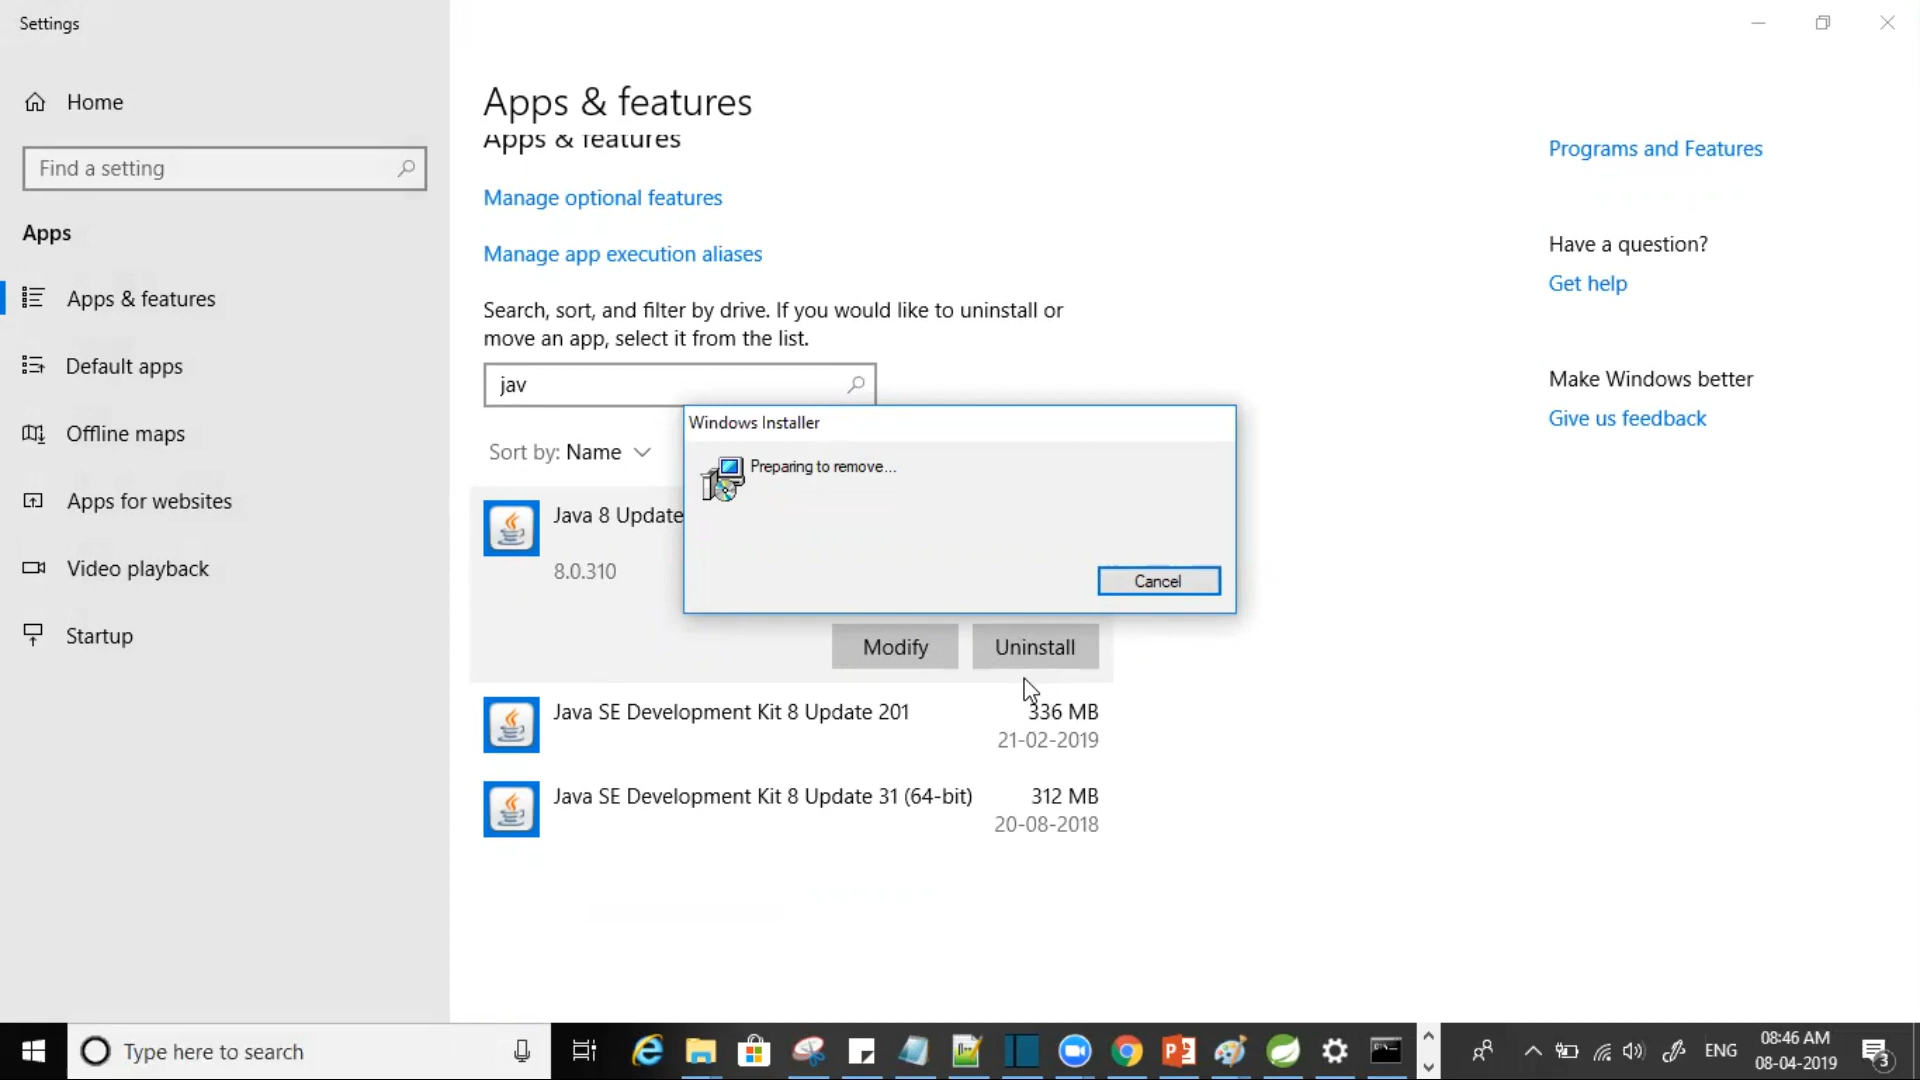 Settings
Home
Find a setting
Apps
Apps & features
Default apps
Offline maps
Apps for websites
Video playback
Startup
Apps & features
Apps & features
Manage optional features
Manage app execution aliases
Search, sort, and filter by drive. If you would like to uninstall or
move an app, select it from the list.
jav
Sort by: Name
Windows Installer
Preparing to remove...
Cancel
Java 8 Update
8.0.310
Modify
Uninstall
Java SE Development Kit 8 Update 201
336 MB
21-02-2019
Java SE Development Kit 8 Update 31 (64-bit)
312 MB
20-08-2018
Programs and Features
Have a question?
Get help
Make Windows better
Give us feedback
Type here to search
ENG
08:46 AM
08-04-2019
3